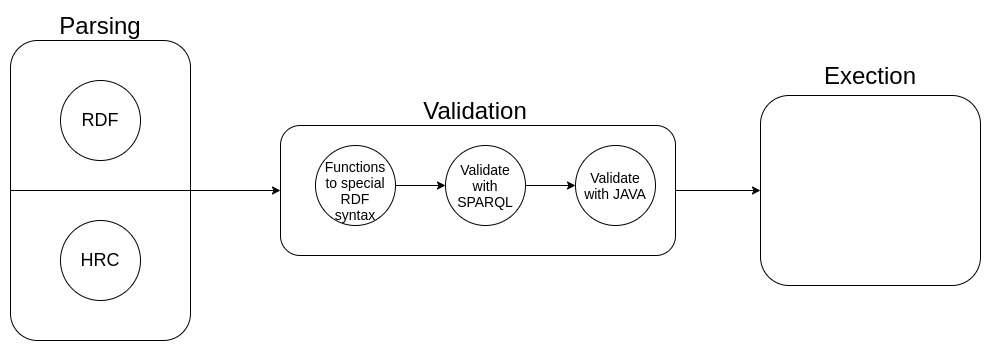 Parsing
RDF
HRC
Validation
Functions
to special
RDF
syntax
Validate
with
SPARQL
Validate
with JAVA
Exection